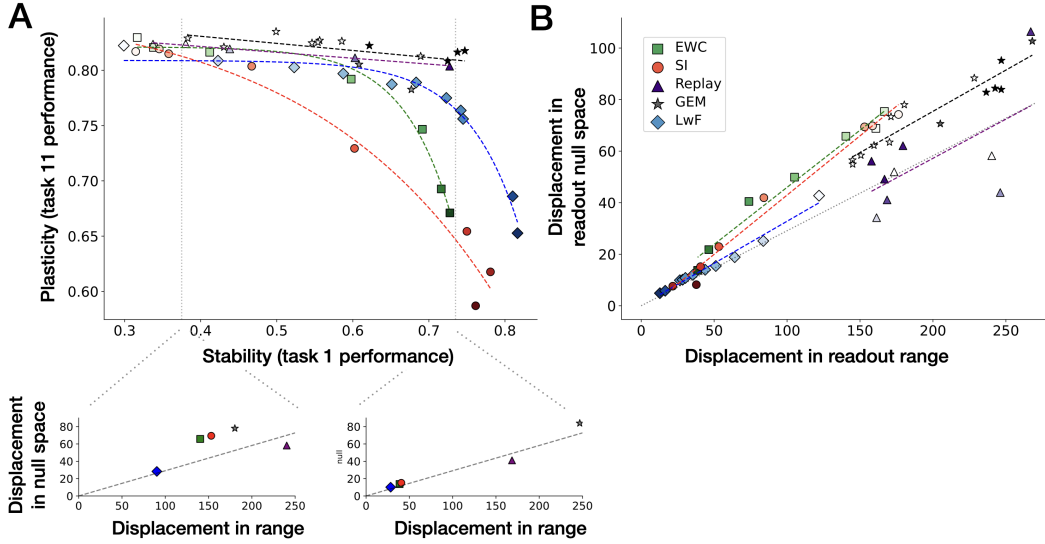 A
Plasticity (task 11 performance)
0.80
0.75
0.70
0.65
0.60
0.3
0.4
0.5
0.6
0.7
0.8
Stability (task 1 performance)
B
Displacement in
readout null space
100
80
60
40
20
0
EWC
SI
Replay
GEM
LwF
0
50
100
150
200
250
Displacement in readout range
Displacement
in null space
80
60
40
20
0
0
50
100
150
200
250
Displacement in range
null
80
60
40
20
0
0
50
100
150
200
250
Displacement in range